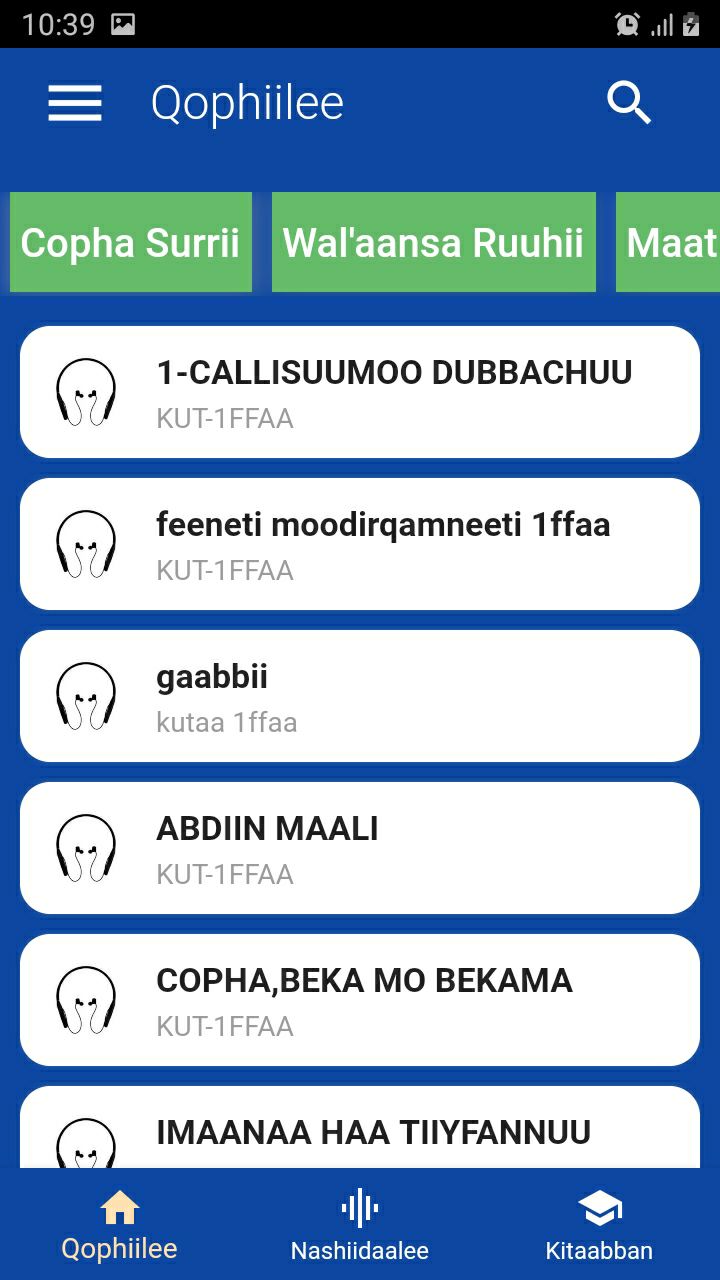 10:39
Qophiilee
Copha Surrii
Wal'aansa Ruuhii
Maat
1-CALLISUUMOO DUBBACHUU
KUT-1FFAA
feeneti moodirqamneeti 1ffaa
KUT-1FFAA
gaabbii
kutaa 1ffaa
ABDIIN MAALI
KUT-1FFAA
COPHA,BEKA MO BEKAMA
KUT-1FFAA
IMAANAA HAA TIIYFANNUU
Qophiilee
Nashiidaalee
Kitaabban